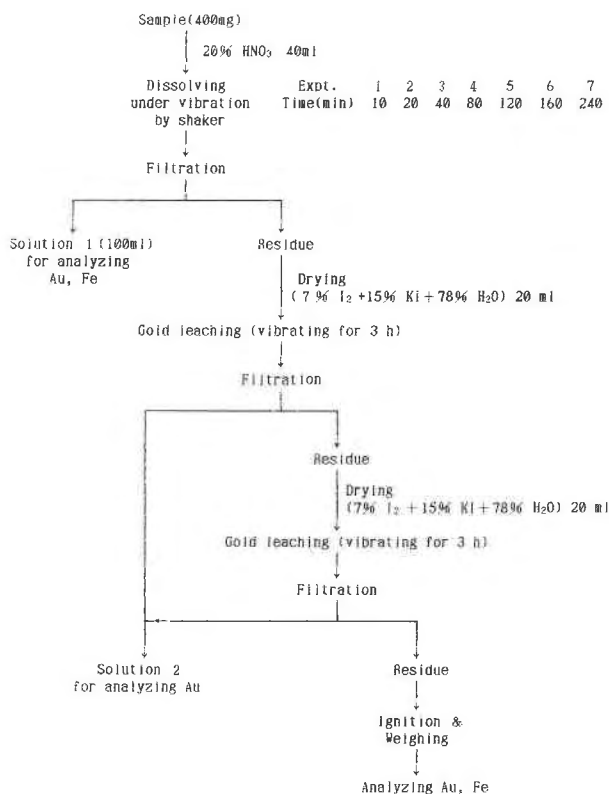 Sample(400mg)
20% HNO₃ 40ml
Dissolving
under vibration
by shaker
Expt. 1 2 3 4 5 6 7
Time(min) 10 20 40 80 120 160 240
Filtration
Solution 1 (100ml)
for analyzing
Au, Fe
Residue
Drying
(7% I₂+15% Ki+78% H₂O) 20 ml
Gold leaching (vibrating for 3 h)
Filtration
Residue
Drying
(7% I₂+15% KI+78% H₂O) 20 ml
Gold leaching (vibrating for 3 h)
Filtration
Solution 2
for analyzing Au
Residue
Ignition &
Weighing
Analyzing Au, Fe